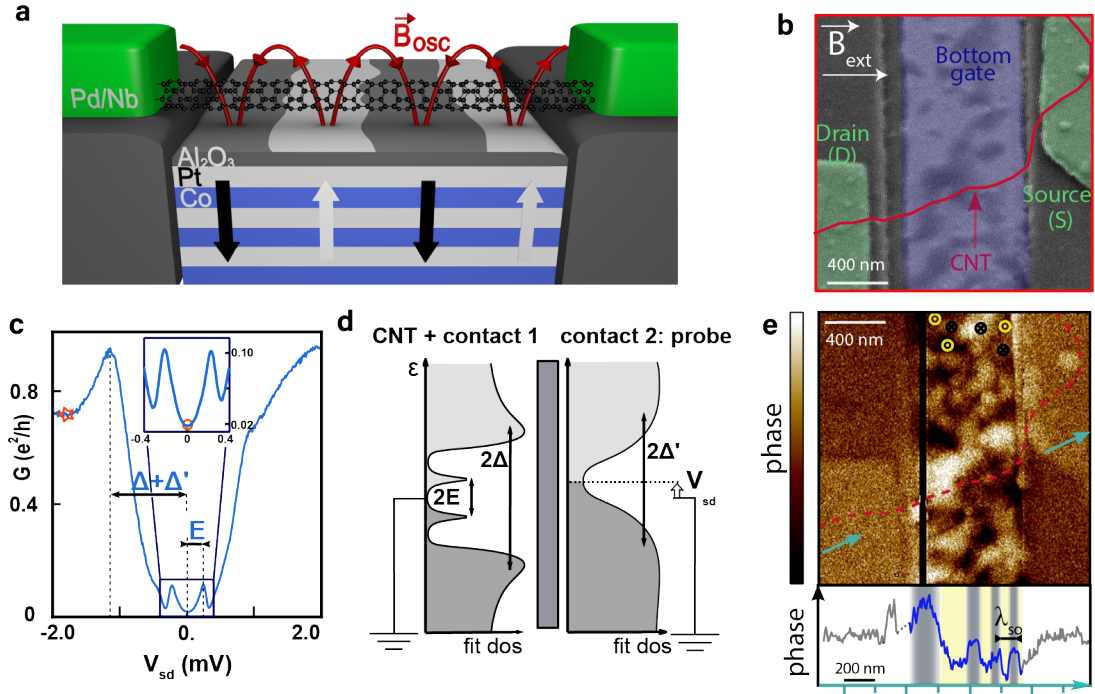 a
B
osc
Pd/Nb
Al2O3
Pt
Co
b
B
ext
Bottom
gate
Drain
(D)
Source
(S)
CNT
400 nm
c
G (e²/h)
0.8
0.4
0
-2.0
0.
2.0
Vsd (mV)
0.10
0.02
-0.4
0
0.4
Δ+Δ'
E
d
CNT + contact 1
contact 2: probe
ε
2Δ
2E
2Δ'
V
sd
fit dos
fit dos
e
400 nm
phase
phase
λso
200 nm